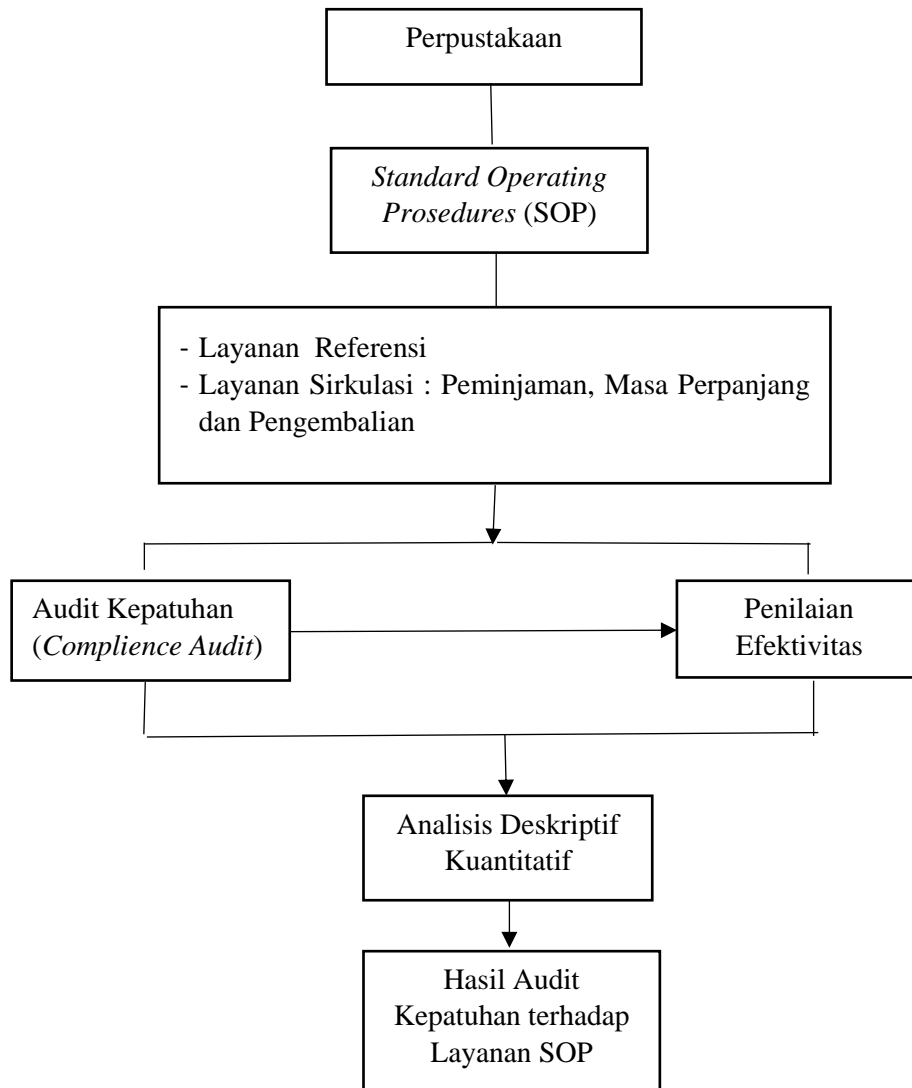 Perpustakaan
Standard Operating
Prosedures (SOP)
- Layanan Referensi
- Layanan Sirkulasi : Peminjaman, Masa Perpanjang
dan Pengembalian
Audit Kepatuhan
(Complience Audit)
Penilaian
Efektivitas
Analisis Deskriptif
Kuantitatif
Hasil Audit
Kepatuhan terhadap
Layanan SOP